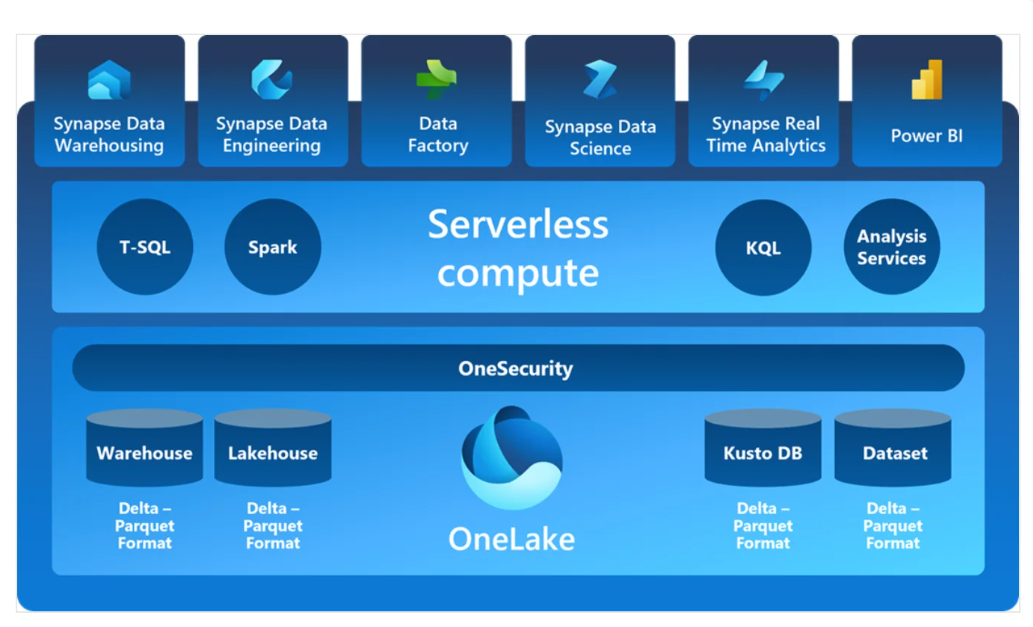 Synapse Data
Warehousing
Synapse Data
Engineering
Data
Factory
Synapse Data
Science
Synapse Real
Time Analytics
Power BI
T-SQL
Spark
Serverless
compute
KQL
Analysis
Services
OneSecurity
Warehouse
Lakehouse
Kusto DB
Dataset
Delta –
Parquet
Format
Delta –
Parquet
Format
OneLake
Delta –
Parquet
Format
Delta –
Parquet
Format